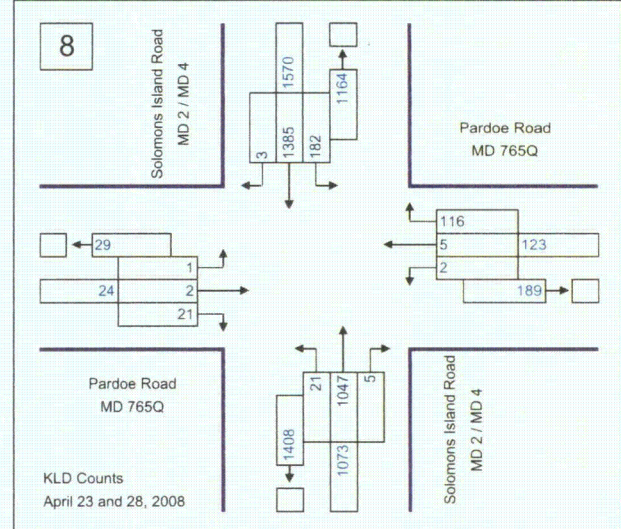 8
Solomons Island Road
MD 2 / MD 4
1570
1164
3
1385
182
Pardoe Road
MD 765Q
29
1
24
2
21
116
5
123
2
189
Pardoe Road
MD 765Q
21
1047
5
1408
1073
Solomons Island Road
MD 2 / MD 4
KLD Counts
April 23 and 28, 2008